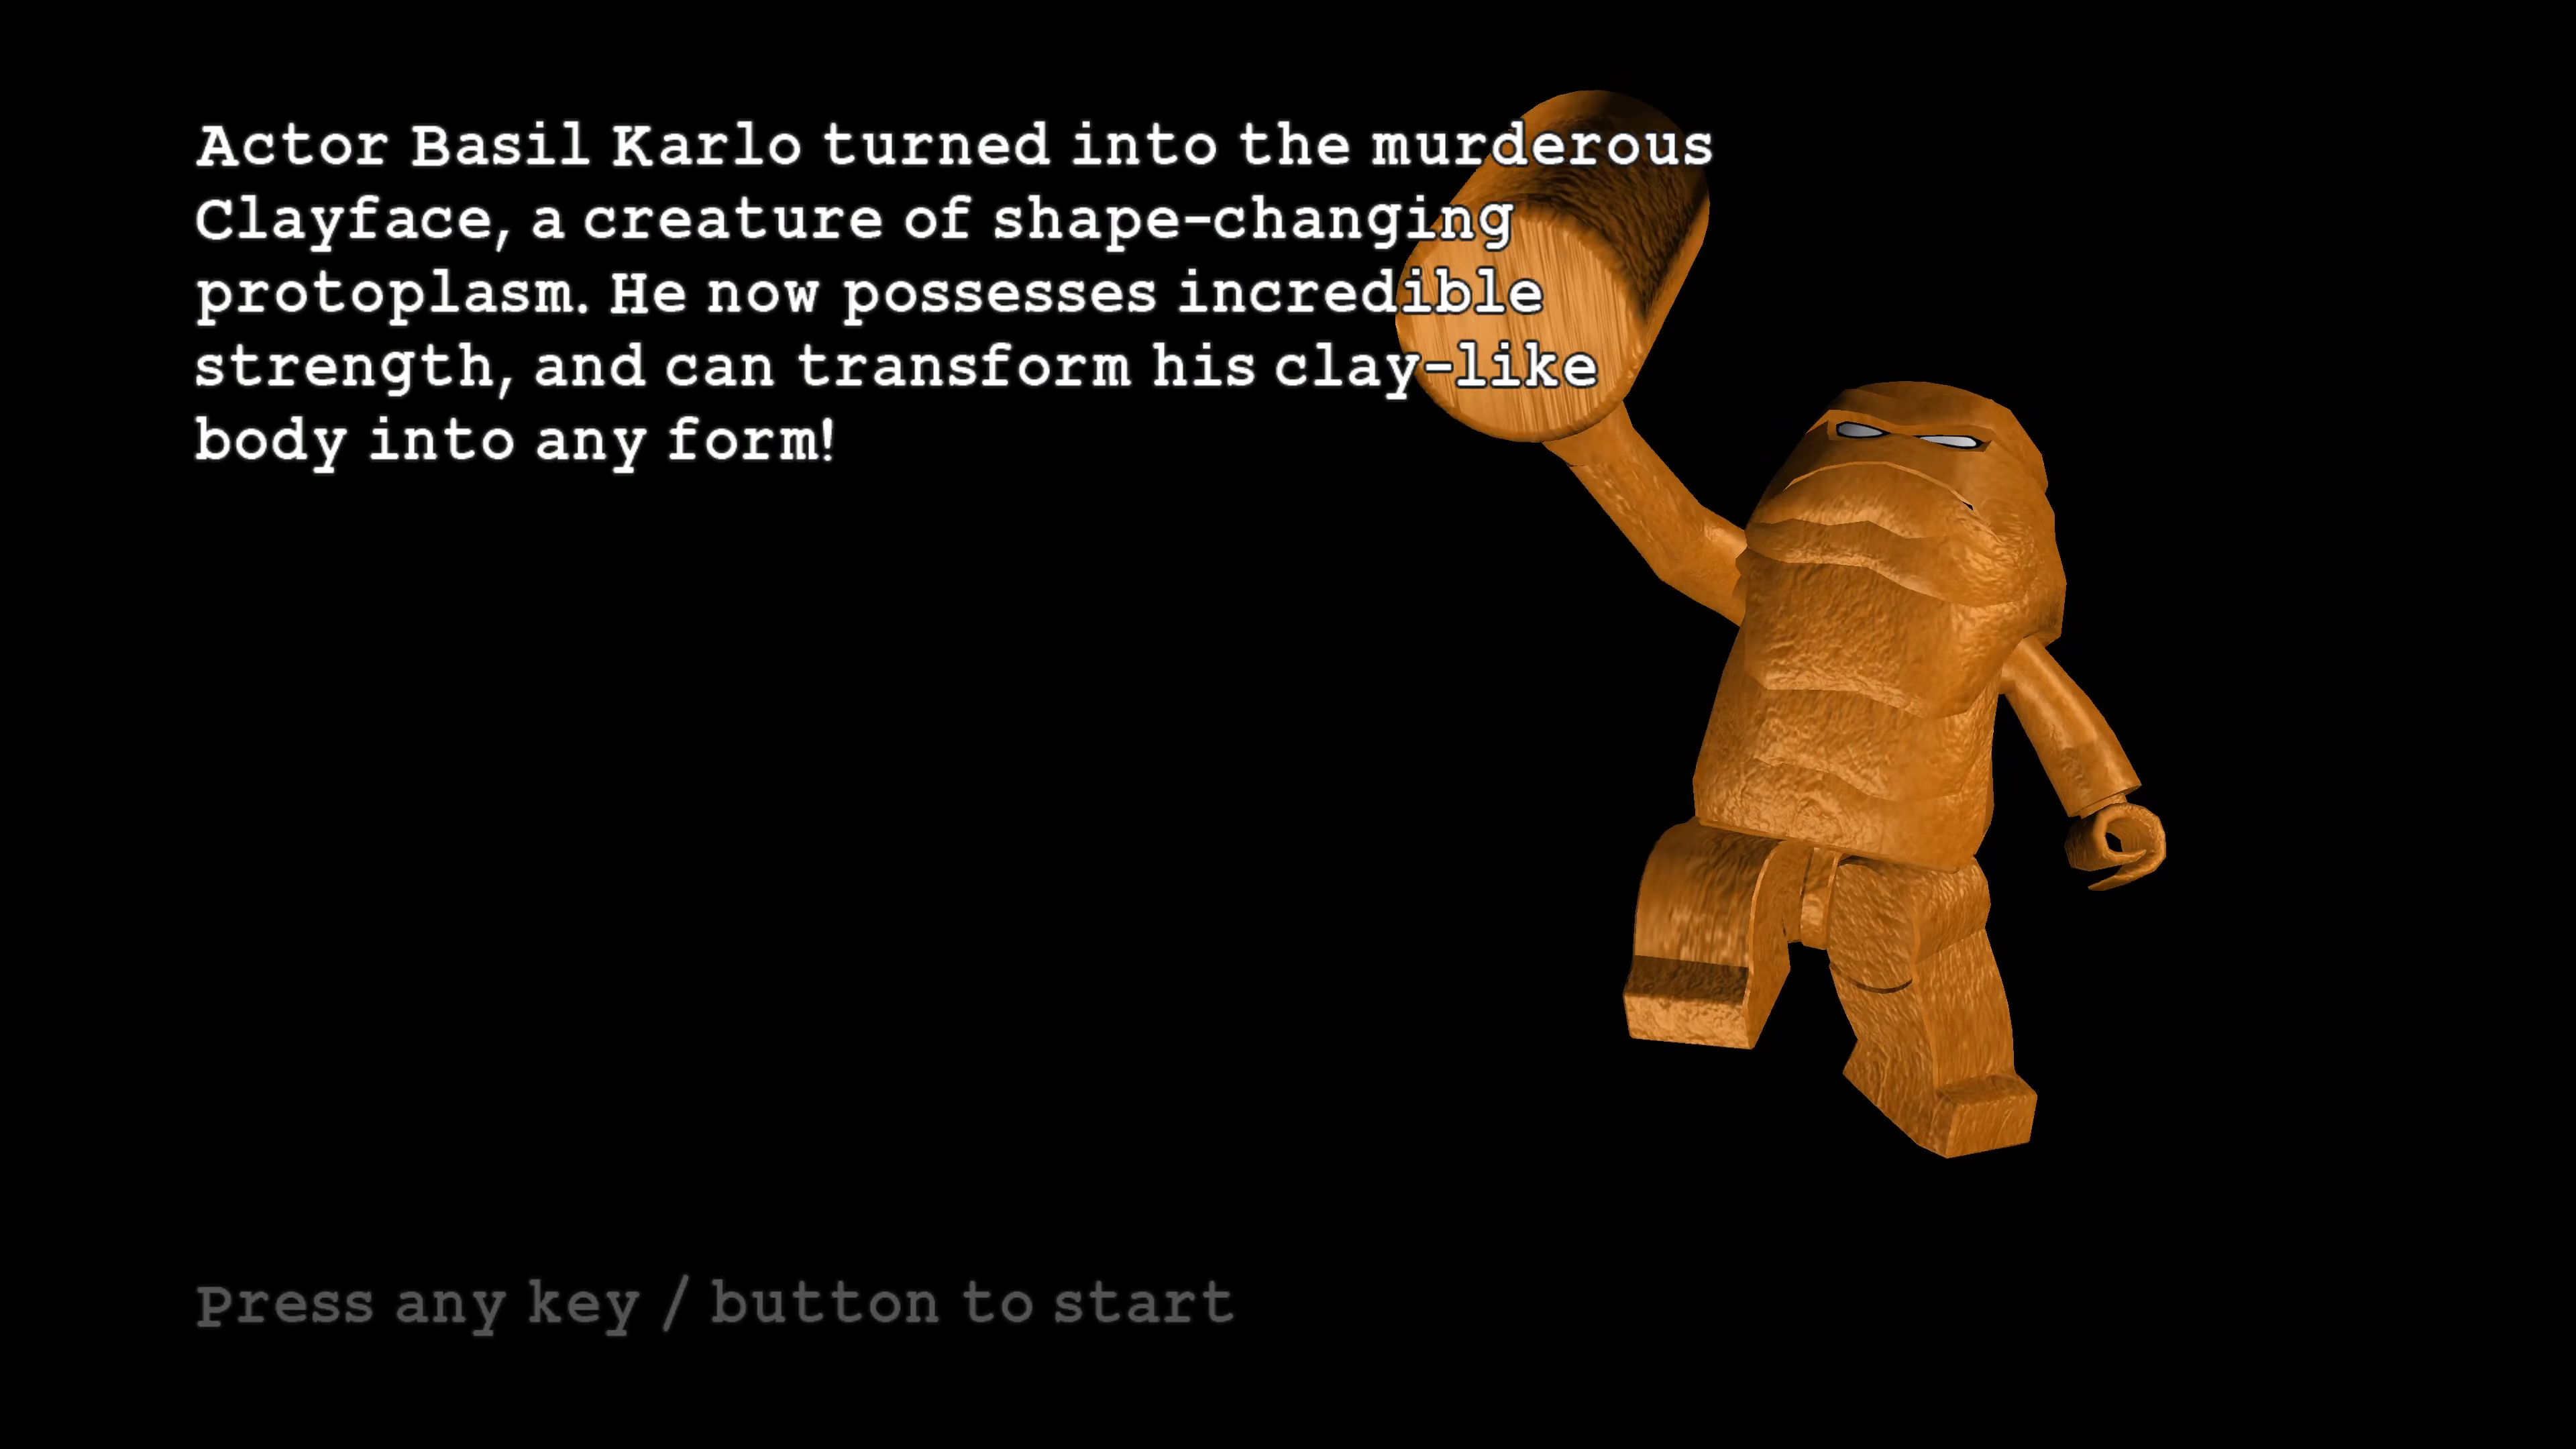 Actor Basil Karlo turned into the murderous
Clayface, a creature of shape-changing
protoplasm. He now possesses incredible
strength, and can transform his clay-like
body into any form!
Press any key / button to start